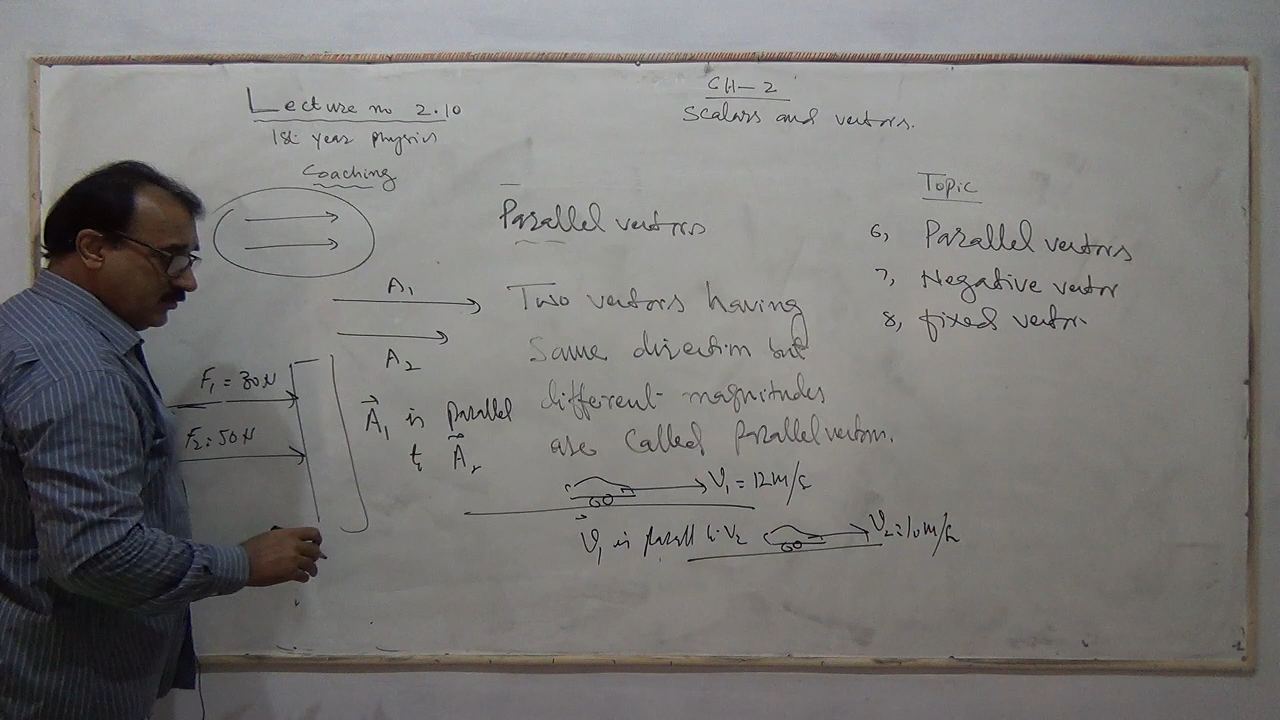 Lecture no 2.10
1st year physics
Coaching
CH-2
Scalars and vectors.
Topic
6, Parallel vectors
7, Negative vector
8, fixed vector.
Parallel vectors
Two vectors having
Same direction but
different magnitudes
are called parallel vectors.
A1
A2
A1 is parallel
to A2
F1 = 30N
F2 = 50N
V1 = 12m/s
V1 is parall to V2
V2 = 10m/s